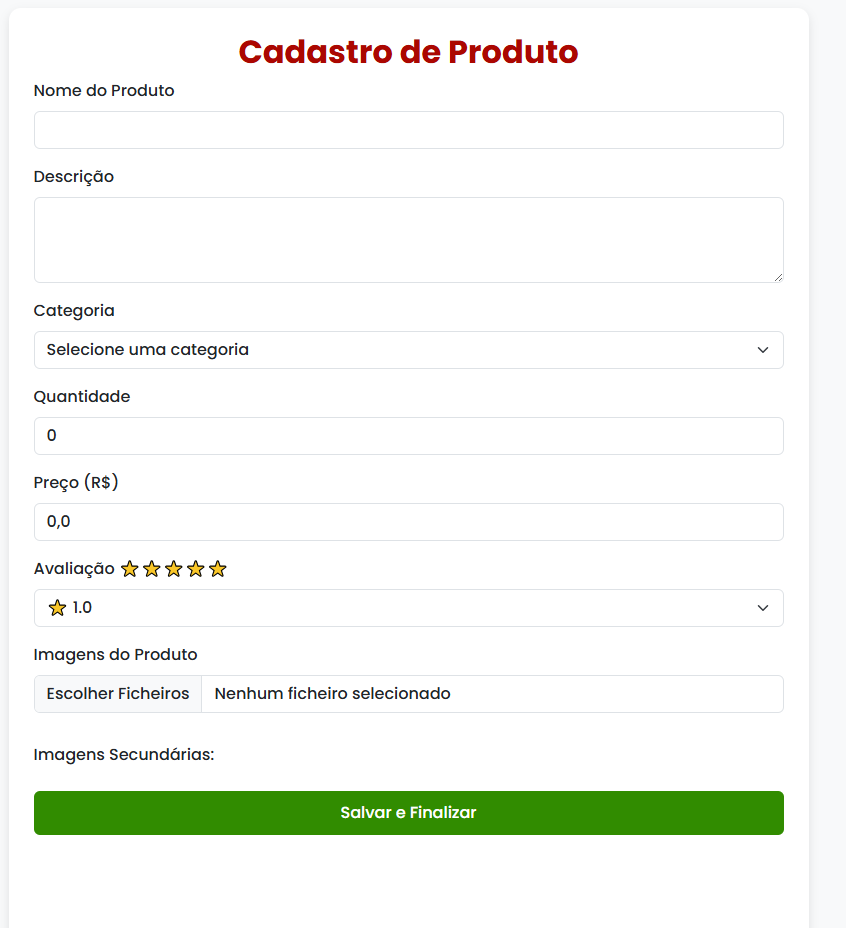 Cadastro de Produto
Nome do Produto
Descrição
Categoria
Selecione uma categoria
Quantidade
0
Preço (R$)
0,0
Avaliação ⭐⭐⭐⭐⭐
⭐ 1.0
Imagens do Produto
Escolher Ficheiros Nenhum ficheiro selecionado
Imagens Secundárias:
Salvar e Finalizar